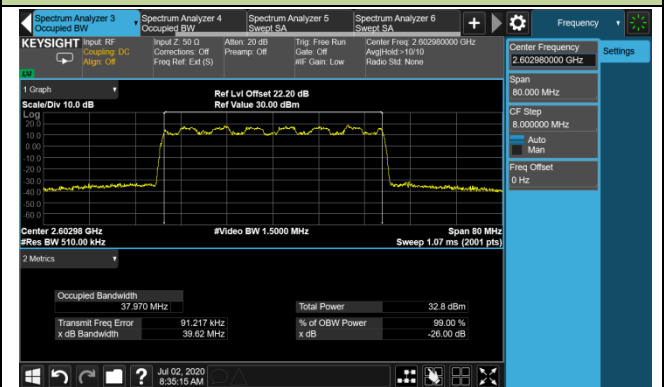 Spectrum Analyzer 3
Occupied BW
Spectrum Analyzer 4
Occupied BW
Spectrum Analyzer 5
Swept SA
Spectrum Analyzer 6
Swept SA
Frequency
KEYSIGHT
Input: RF
Coupling: DC
Align: Off
Input Z: 50 Ω
Corrections: Off
Freq Ref: Ext (S)
Atten: 20 dB
Preamp: Off
Trig: Free Run
Gate: Off
#IF Gain: Low
Center Freq: 2.602980000 GHz
Avg|Hold:>10/10
Radio Std: None
LXI
Center Frequency
2.602980000 GHz
Settings
Span
80.000 MHz
CF Step
8.000000 MHz
Auto
Man
Freq Offset
0 Hz
1 Graph
Scale/Div 10.0 dB
Ref Lvl Offset 22.20 dB
Ref Value 30.00 dBm
Log
20.0
10.0
0.00
-10.0
-20.0
-30.0
-40.0
-50.0
-60.0
Center 2.60298 GHz
#Video BW 1.5000 MHz
Span 80 MHz
#Res BW 510.00 kHz
Sweep 1.07 ms (2001 pts)
2 Metrics
Occupied Bandwidth
37.970 MHz
Total Power 32.8 dBm
Transmit Freq Error 91.217 kHz
% of OBW Power 99.00 %
x dB Bandwidth 39.62 MHz
x dB -26.00 dB
?
Jul 02, 2020
8:35:15 AM